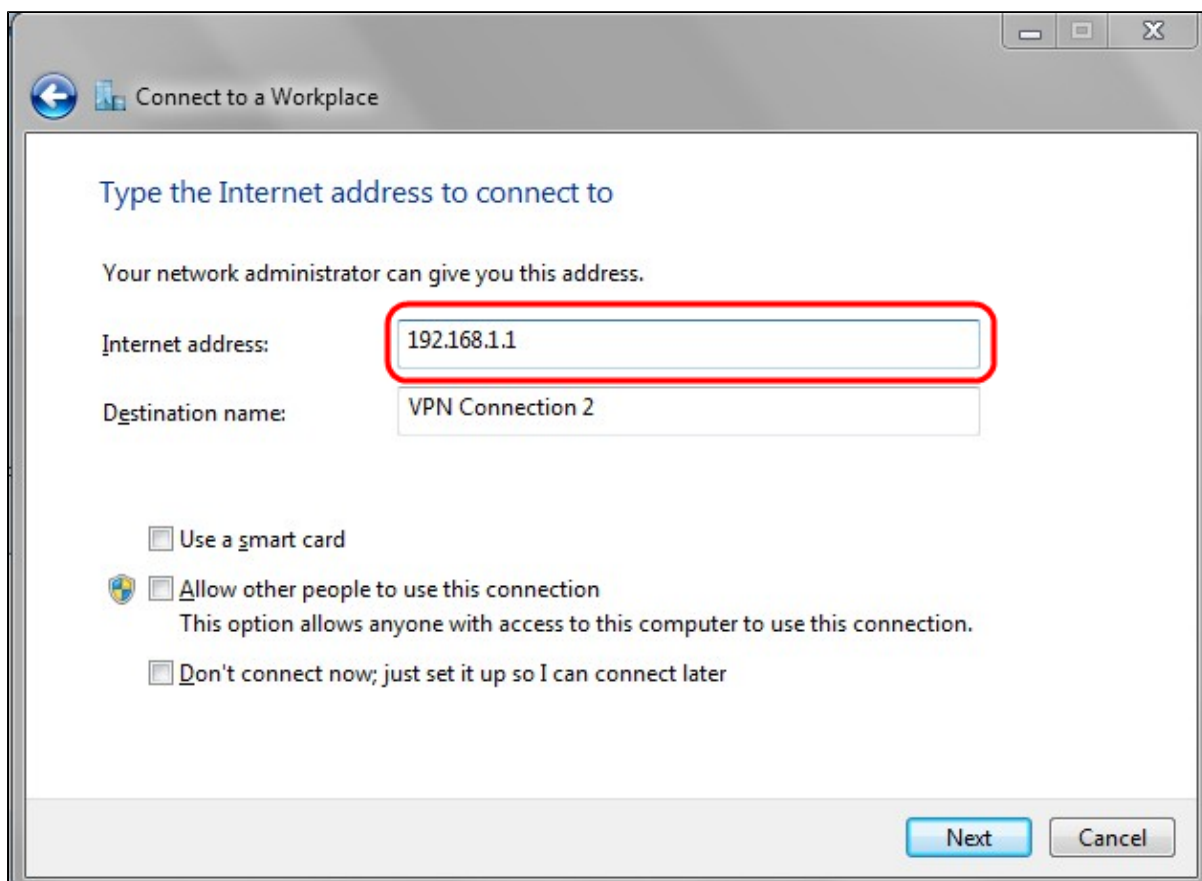 Connect to a Workplace
Type the Internet address to connect to
Your network administrator can give you this address.
Internet address: 192.168.1.1
Destination name: VPN Connection 2
Use a smart card
Allow other people to use this connection
This option allows anyone with access to this computer to use this connection.
Don't connect now; just set it up so I can connect later
Next Cancel